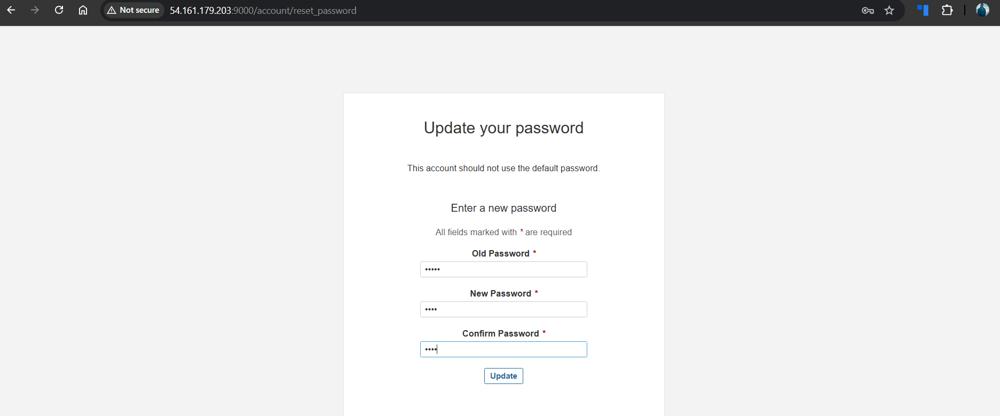 Not secure 54.161.179.203:9000/account/reset_password
Update your password
This account should not use the default password.
Enter a new password
All fields marked with * are required
Old Password *
•••••
New Password *
••••
Confirm Password *
••••
Update